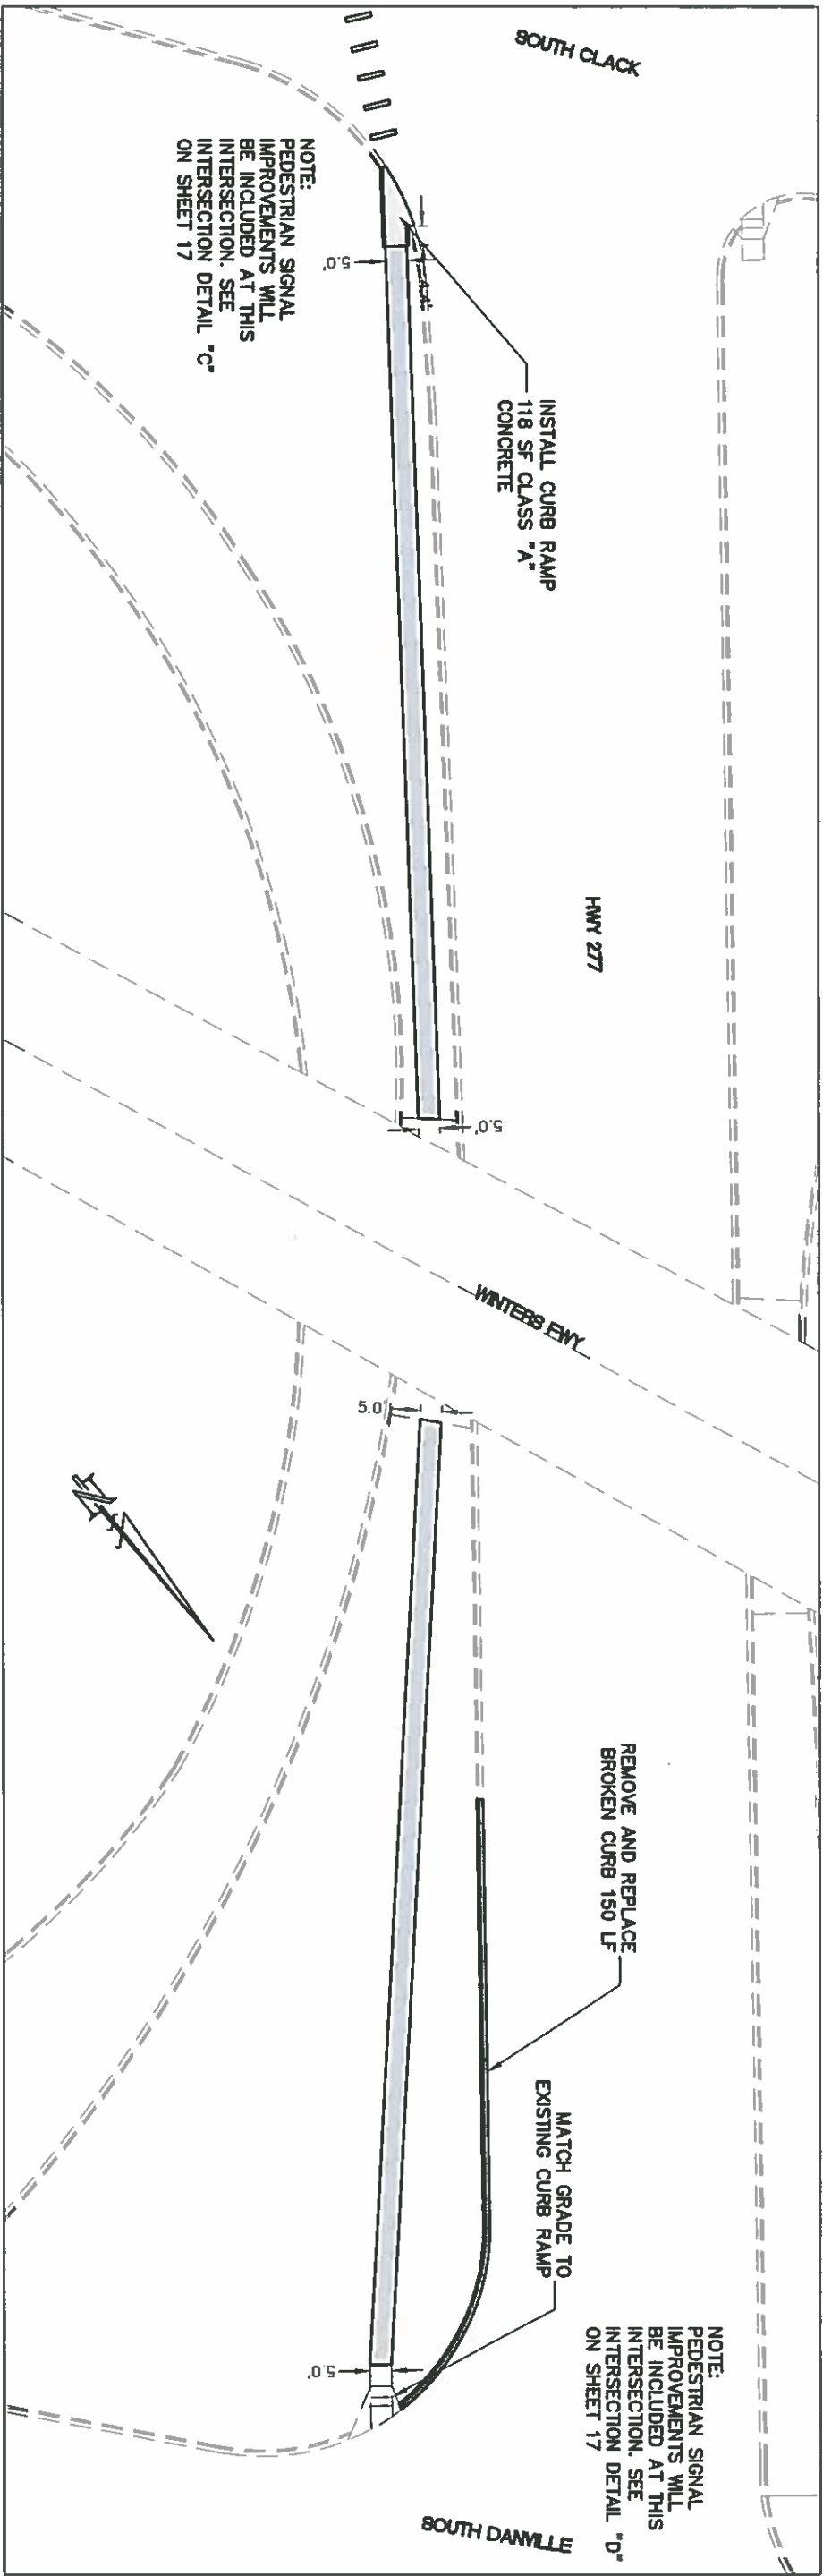 SOUTH CLACK
NOTE:
PEDESTRIAN SIGNAL
IMPROVEMENTS WILL
BE INCLUDED AT THIS
INTERSECTION. SEE
INTERSECTION DETAIL "C"
ON SHEET 17
5.0'
INSTALL CURB RAMP
118 SF CLASS "A"
CONCRETE
HWY 277
5.0'
WINTERS FWY
5.0
N
REMOVE AND REPLACE
BROKEN CURB 150 LF
MATCH GRADE TO
EXISTING CURB RAMP
5.0'
NOTE:
PEDESTRIAN SIGNAL
IMPROVEMENTS WILL
BE INCLUDED AT THIS
INTERSECTION. SEE
INTERSECTION DETAIL "D"
ON SHEET 17
SOUTH DANVILLE